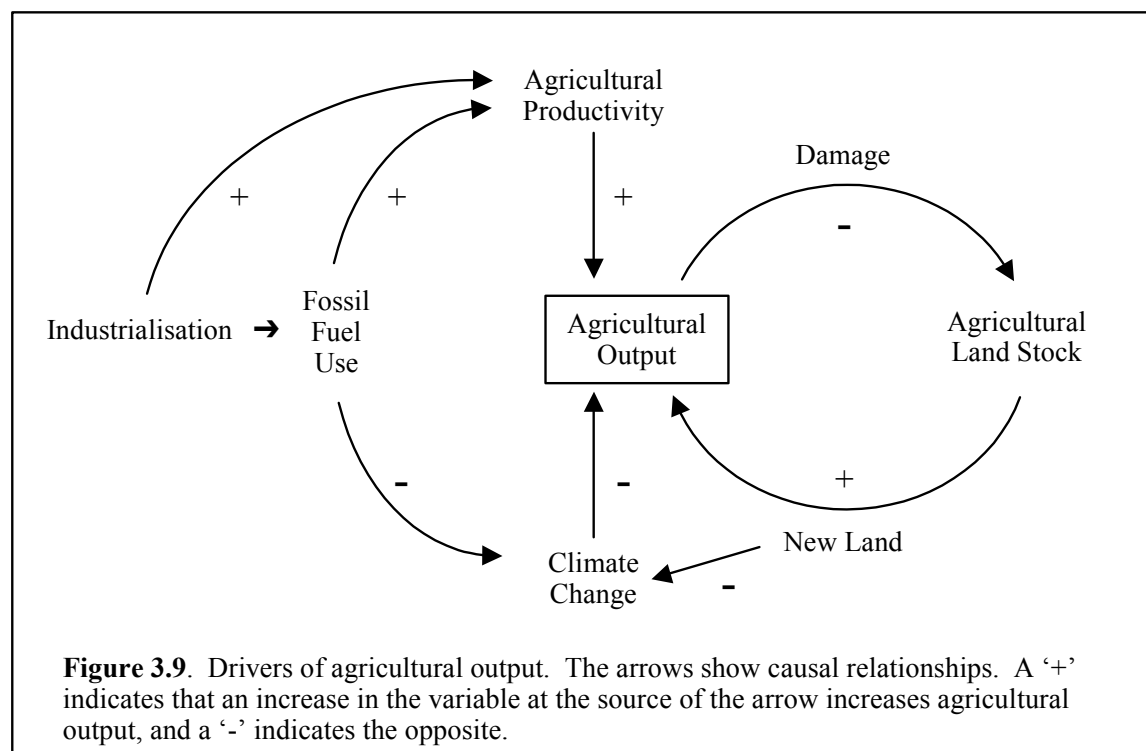 Agricultural
Productivity
Damage
+
+
+
-
Industrialisation
Fossil
Fuel
Use
Agricultural
Output
Agricultural
Land Stock
-
-
+
New Land
Climate
Change
-
Figure 3.9. Drivers of agricultural output. The arrows show causal relationships. A ‘+’
indicates that an increase in the variable at the source of the arrow increases agricultural
output, and a ‘-’ indicates the opposite.